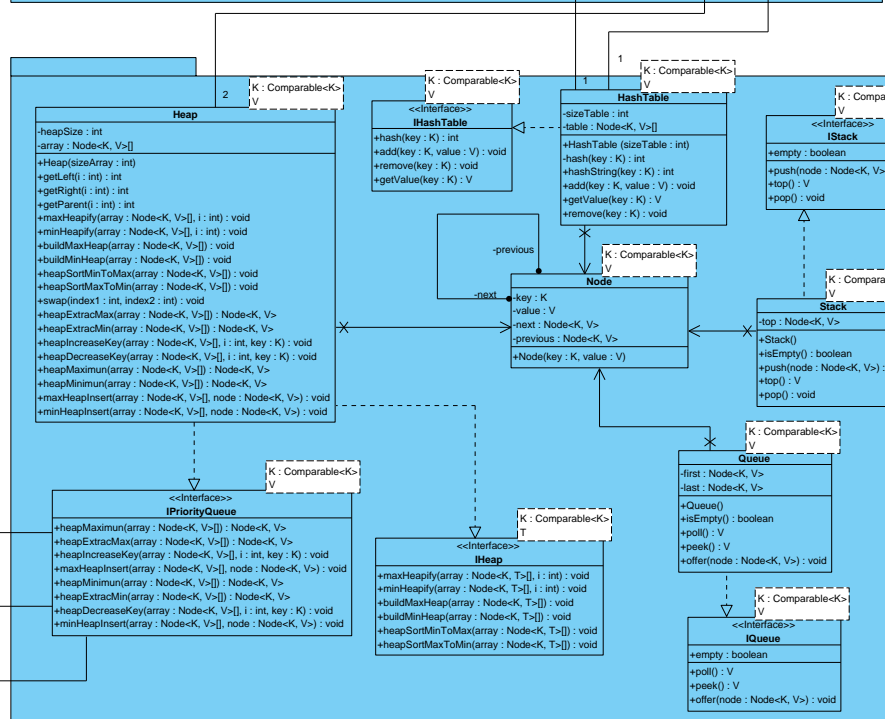 2
1
1
K : Comparable<K>
V
Heap
-heapSize : int
-array : Node<K, V>[]
+Heap(sizeArray : int)
+getLeft(i : int) : int
+getRight(i : int) : int
+getParent(i : int) : int
+maxHeapify(array : Node<K, V>[], i : int) : void
+minHeapify(array : Node<K, V>[], i : int) : void
+buildMaxHeap(array : Node<K, V>[]) : void
+buildMinHeap(array : Node<K, V>[]) : void
+heapSortMinToMax(array : Node<K, V>[]) : void
+heapSortMaxToMin(array : Node<K, V>[]) : void
+swap(index1 : int, index2 : int) : void
+heapExtracMax(array : Node<K, V>[]) : Node<K, V>
+heapExtracMin(array : Node<K, V>[]) : Node<K, V>
+heapIncreaseKey(array : Node<K, V>[], i : int, key : K) : void
+heapDecreaseKey(array : Node<K, V>[], i : int, key : K) : void
+heapMaximun(array : Node<K, V>[]) : Node<K, V>
+heapMinimun(array : Node<K, V>[]) : Node<K, V>
+maxHeapInsert(array : Node<K, V>[], node : Node<K, V>) : void
+minHeapInsert(array : Node<K, V>[], node : Node<K, V>) : void
K : Comparable<K>
V
<<Interface>>
IHashTable
+hash(key : K) : int
+add(key : K, value : V) : void
+remove(key : K) : void
+getValue(key : K) : V
K : Comparable<K>
V
HashTable
-sizeTable : int
-table : Node<K, V>[]
+HashTable (sizeTable : int)
-hash(key : K) : int
+hashString(key : K) : int
+add(key : K, value : V) : void
+getValue(key : K) : V
+remove(key : K) : void
K : Compa
V
<<Interface>>
IStack
+empty : boolean
+push(node : Node<K, V>
+top() : V
+pop() : void
-previous
-next
K : Comparable<K>
V
Node
-key : K
-value : V
-next : Node<K, V>
-previous : Node<K, V>
+Node(key : K, value : V)
K : Compara
V
Stack
-top : Node<K, V>
+Stack()
+isEmpty() : boolean
+push(node : Node<K, V>) :
+top() : V
+pop() : void
K : Comparable<K>
V
Queue
-first : Node<K, V>
-last : Node<K, V>
+Queue()
+isEmpty() : boolean
+poll() : V
+peek() : V
+offer(node : Node<K, V>) : void
K : Comparable<K>
V
<<Interface>>
IPriorityQueue
+heapMaximun(array : Node<K, V>[]) : Node<K, V>
+heapExtracMax(array : Node<K, V>[]) : Node<K, V>
+heapIncreaseKey(array : Node<K, V>[], i : int, key : K) : void
+maxHeapInsert(array : Node<K, V>[], node : Node<K, V>) : void
+heapMinimun(array : Node<K, V>[]) : Node<K, V>
+heapExtracMin(array : Node<K, V>[]) : Node<K, V>
+heapDecreaseKey(array : Node<K, V>[], i : int, key : K) : void
+minHeapInsert(array : Node<K, V>[], node : Node<K, V>) : void
K : Comparable<K>
T
<<Interface>>
IHeap
+maxHeapify(array : Node<K, T>[], i : int) : void
+minHeapify(array : Node<K, T>[], i : int) : void
+buildMaxHeap(array : Node<K, T>[]) : void
+buildMinHeap(array : Node<K, T>[]) : void
+heapSortMinToMax(array : Node<K, T>[]) : void
+heapSortMaxToMin(array : Node<K, T>[]) : void
K : Comparable<K>
V
<<Interface>>
IQueue
+empty : boolean
+poll() : V
+peek() : V
+offer(node : Node<K, V>) : void